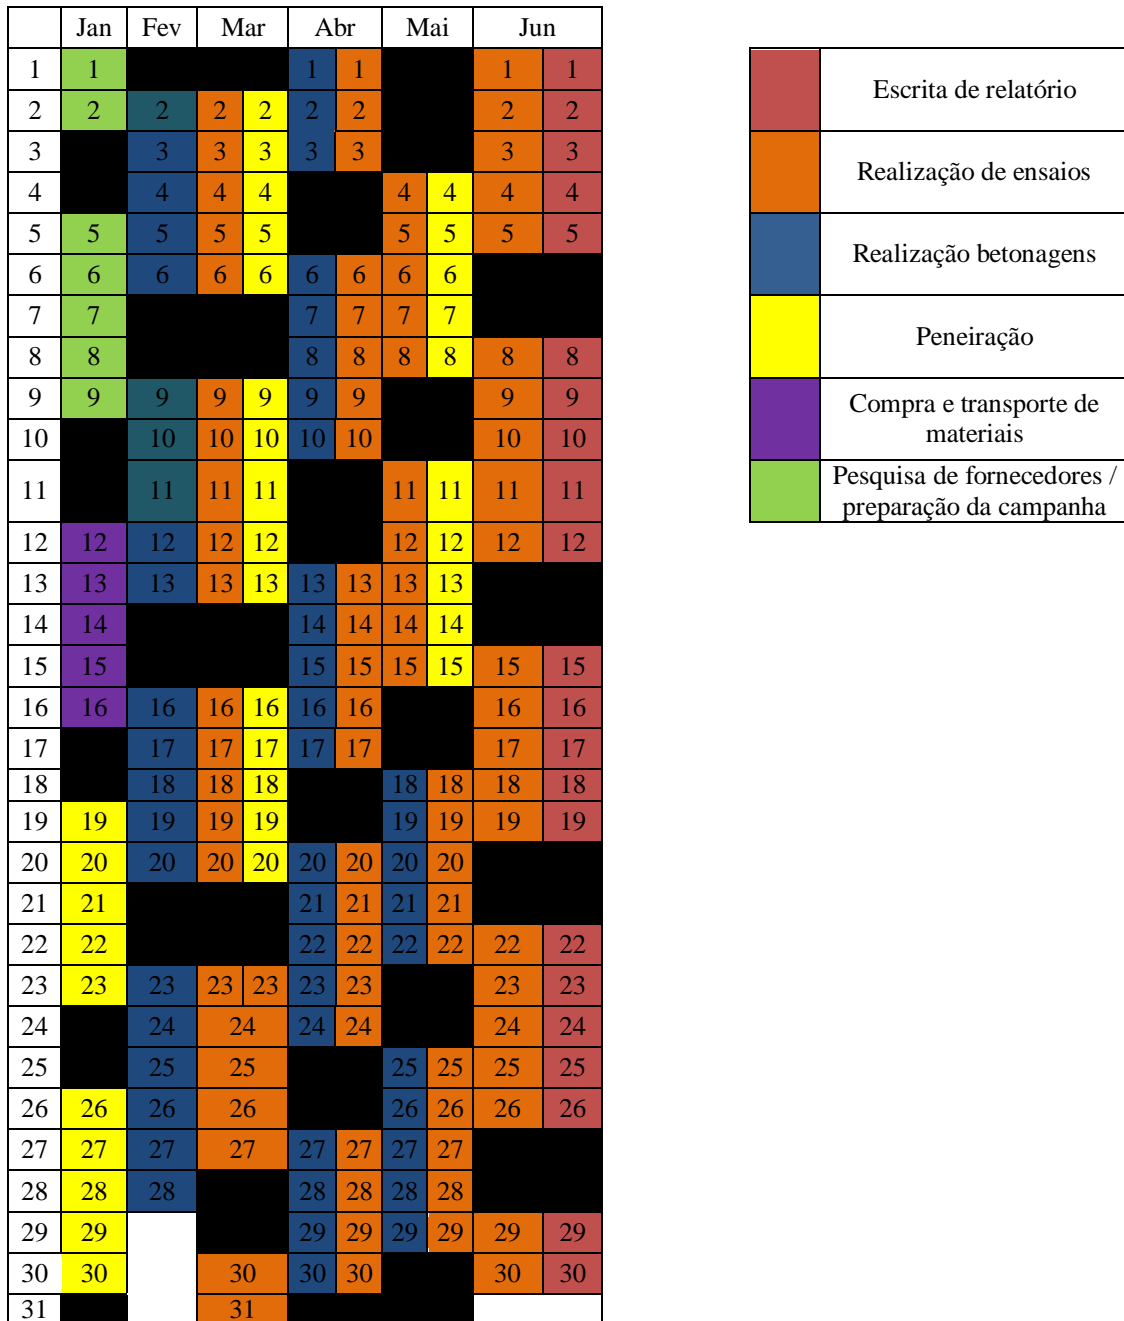 Jan Fev Mar Abr Mai Jun
1 1 1 1 1 1
2 2 2 2 2 2 2 2 2
3 3 3 3 3 3 3 3
4 4 4 4 4 4 4 4
5 5 5 5 5 5 5 5 5
6 6 6 6 6 6 6 6 6
7 7 7 7 7 7
8 8 8 8 8 8 8 8
9 9 9 9 9 9 9 9 9
10 10 10 10 10 10 10 10
11 11 11 11 11 11 11 11
12 12 12 12 12 12 12 12 12
13 13 13 13 13 13 13 13 13
14 14 14 14 14 14
15 15 15 15 15 15 15 15
16 16 16 16 16 16 16 16 16
17 17 17 17 17 17 17 17
18 18 18 18 18 18 18 18
19 19 19 19 19 19 19 19 19
20 20 20 20 20 20 20 20 20
21 21 21 21 21 21
22 22 22 22 22 22 22 22
23 23 23 23 23 23 23 23 23
24 24 24 24 24 24 24
25 25 25 25 25 25 25
26 26 26 26 26 26 26 26
27 27 27 27 27 27 27 27
28 28 28 28 28 28 28
29 29 29 29 29 29 29 29
30 30 30 30 30 30 30
31 31
Escrita de relatório
Realização de ensaios
Realização betonagens
Peneiração
Compra e transporte de
materiais
Pesquisa de fornecedores /
preparação da campanha